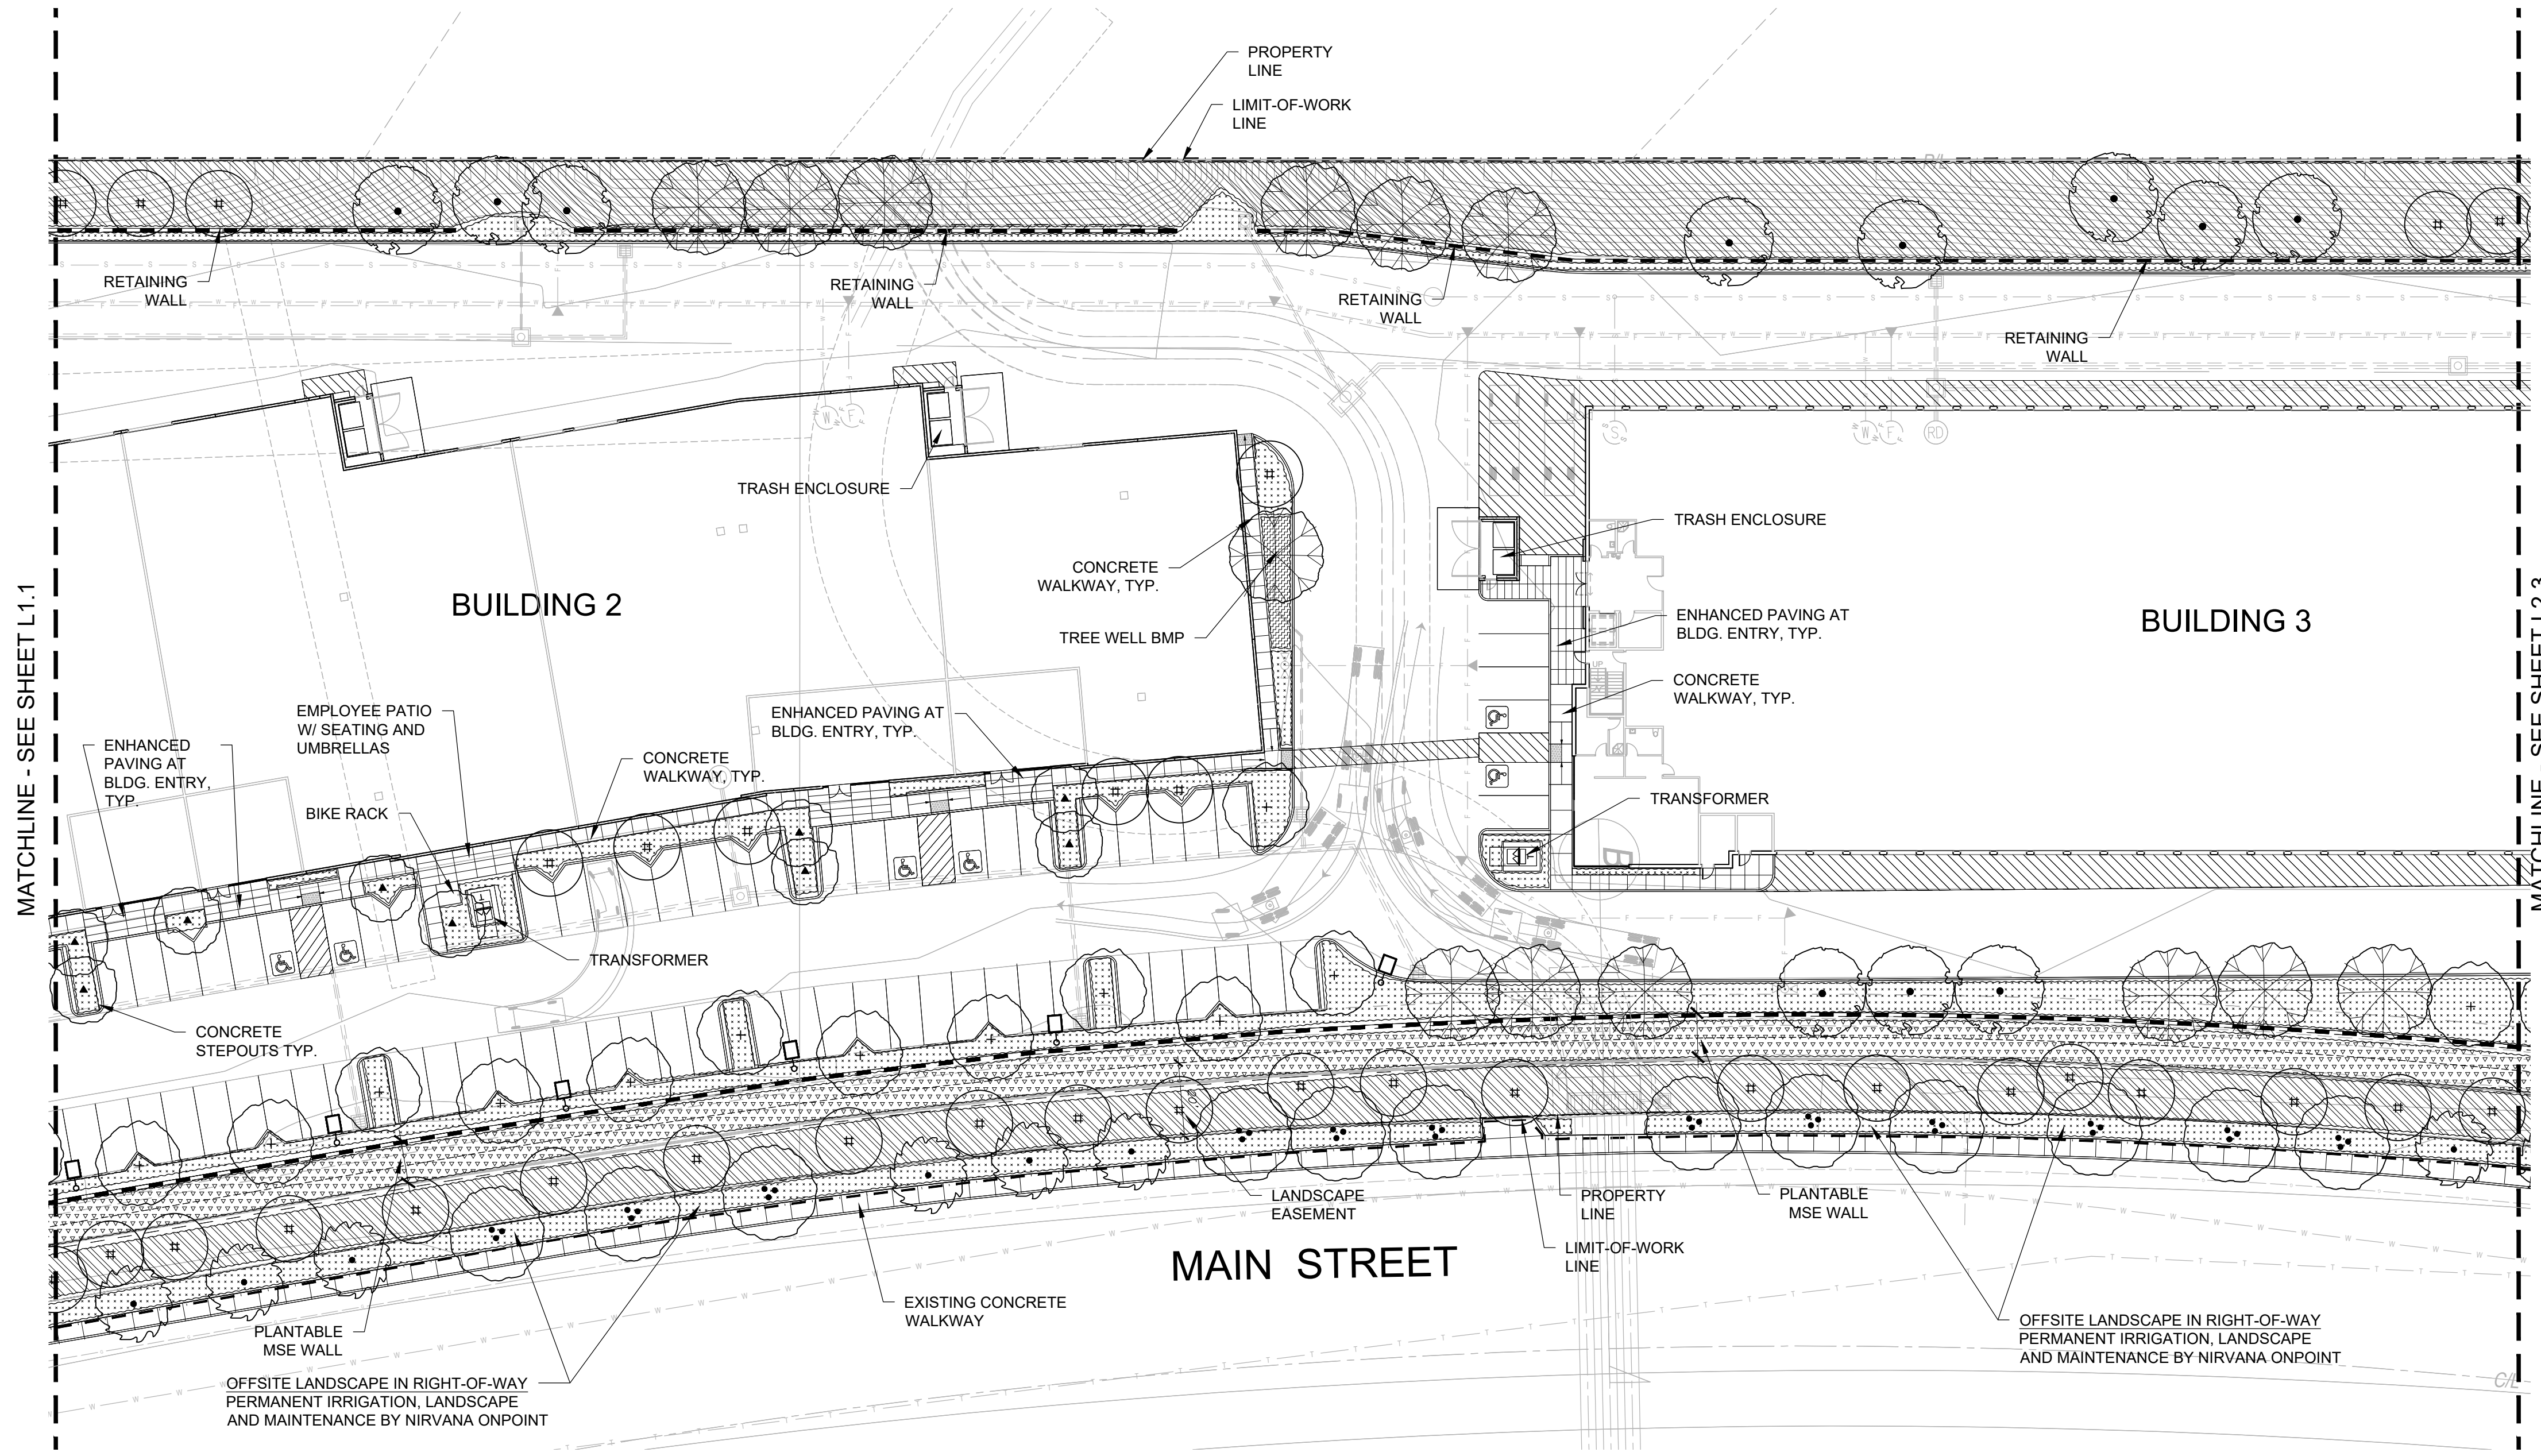 PROPERTY
LINE
LIMIT-OF-WORK
LINE
P/L
RETAINING
WALL
RETAINING
WALL
RETAINING
WALL
RETAINING
WALL
W
F
S
W
F
RD
TRASH ENCLOSURE
TRASH ENCLOSURE
CONCRETE
WALKWAY, TYP.
BUILDING 2
TREE WELL BMP
ENHANCED PAVING AT
BLDG. ENTRY, TYP.
BUILDING 3
UP
CONCRETE
WALKWAY, TYP.
MATCHLINE - SEE SHEET L1.1
EMPLOYEE PATIO
W/ SEATING AND
UMBRELLAS
ENHANCED PAVING AT
BLDG. ENTRY, TYP.
ENHANCED
PAVING AT
BLDG. ENTRY,
TYP.
CONCRETE
WALKWAY, TYP.
BIKE RACK
TRANSFORMER
B
TRANSFORMER
CONCRETE
STEPOUTS TYP.
LANDSCAPE
EASEMENT
PROPERTY
LINE
PLANTABLE
MSE WALL
MAIN STREET
LIMIT-OF-WORK
LINE
EXISTING CONCRETE
WALKWAY
PLANTABLE
MSE WALL
OFFSITE LANDSCAPE IN RIGHT-OF-WAY
PERMANENT IRRIGATION, LANDSCAPE
AND MAINTENANCE BY NIRVANA ONPOINT
OFFSITE LANDSCAPE IN RIGHT-OF-WAY
PERMANENT IRRIGATION, LANDSCAPE
AND MAINTENANCE BY NIRVANA ONPOINT
C/L